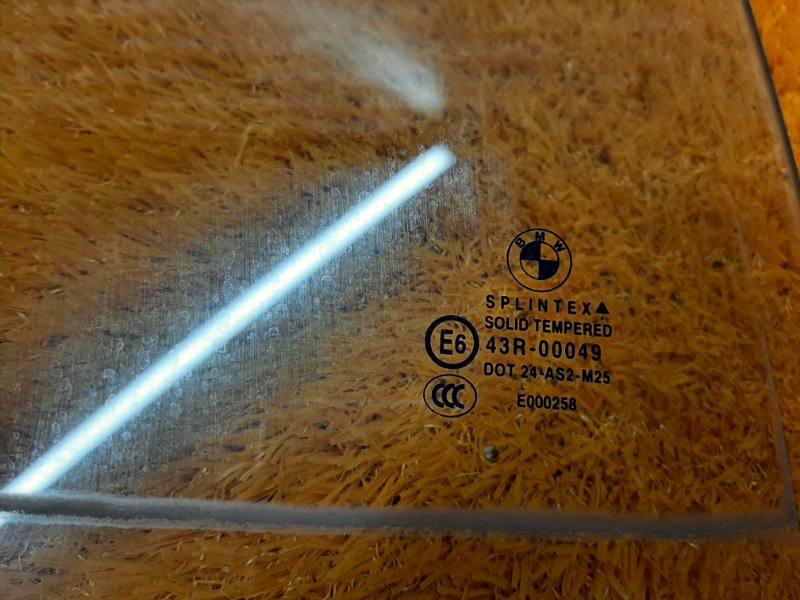 BMW
SPLINTEX
SOLID TEMPERED
E6 43R-00049
DOT 24-AS2-M25
CCC E000258